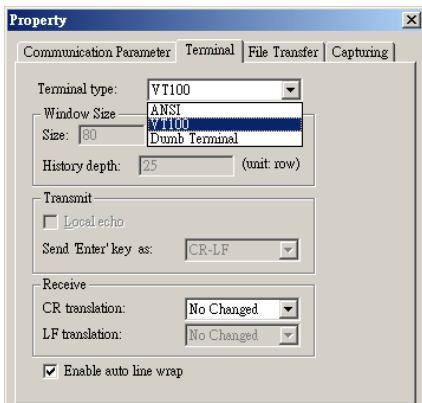 Property
Communication Parameter Terminal File Transfer Capturing
Terminal type: VT100
ANSI
VT100
Dumb Terminal
Window Size
Size: 80
History depth: 25 (unit: row)
Transmit
Local echo
Send 'Enter' key as: CR-LF
Receive
CR translation: No Changed
LF translation: No Changed
Enable auto line wrap